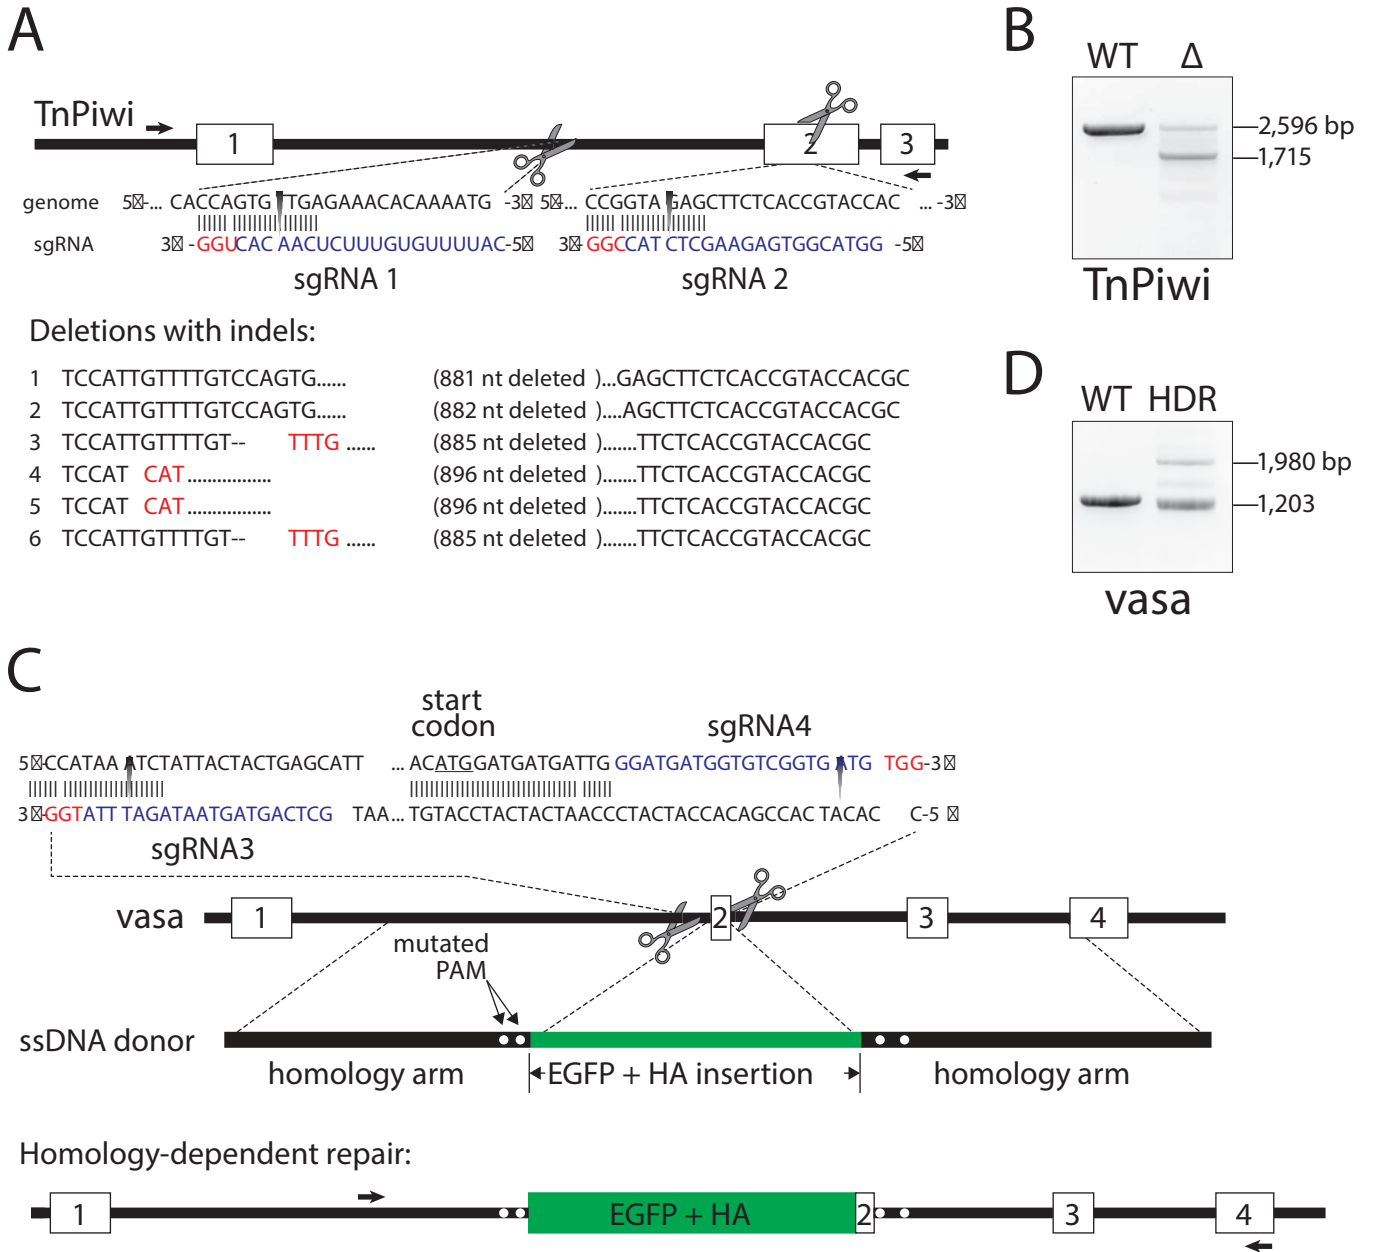 A
TnPiwi
1
2
3
genome 5-... CACCAGTG TTGAGAAACACAAAATG -3 5-... CCGGTA GAGCTTCTCACCGTACCAC ... -3
sgRNA 3 -GGUCAC AACUCUUUGUGUUUUAC-5 3-GGCCAT CTCGAAGAGTGGCATGG -5
sgRNA 1
sgRNA 2
Deletions with indels:
1 TCCATTGTTTTGTCCAGTG...... (881 nt deleted )...GAGCTTCTCACCGTACCACGC
2 TCCATTGTTTTGTCCAGTG...... (882 nt deleted )....AGCTTCTCACCGTACCACGC
3 TCCATTGTTTTGT-- TTTG ...... (885 nt deleted ).......TTCTCACCGTACCACGC
4 TCCAT CAT................. (896 nt deleted ).......TTCTCACCGTACCACGC
5 TCCAT CAT................. (896 nt deleted ).......TTCTCACCGTACCACGC
6 TCCATTGTTTTGT-- TTTG ...... (885 nt deleted ).......TTCTCACCGTACCACGC
B
WT Δ
2,596 bp
1,715
TnPiwi
D
WT HDR
1,980 bp
1,203
vasa
C
start
codon
sgRNA4
5-CCATAA ATCTATTACTACTGAGCATT ... ACATGGATGATGATTG GGATGATGGTGTCGGTG ATG TGG-3
3-GGTATT TAGATAATGATGACTCG TAA... TGTACCTACTACTAACCCTACTACCACAGCCAC TACAC C-5
sgRNA3
vasa
1
2
3
4
mutated
PAM
ssDNA donor
homology arm
EGFP + HA insertion
homology arm
Homology-dependent repair:
1
EGFP + HA
2
3
4